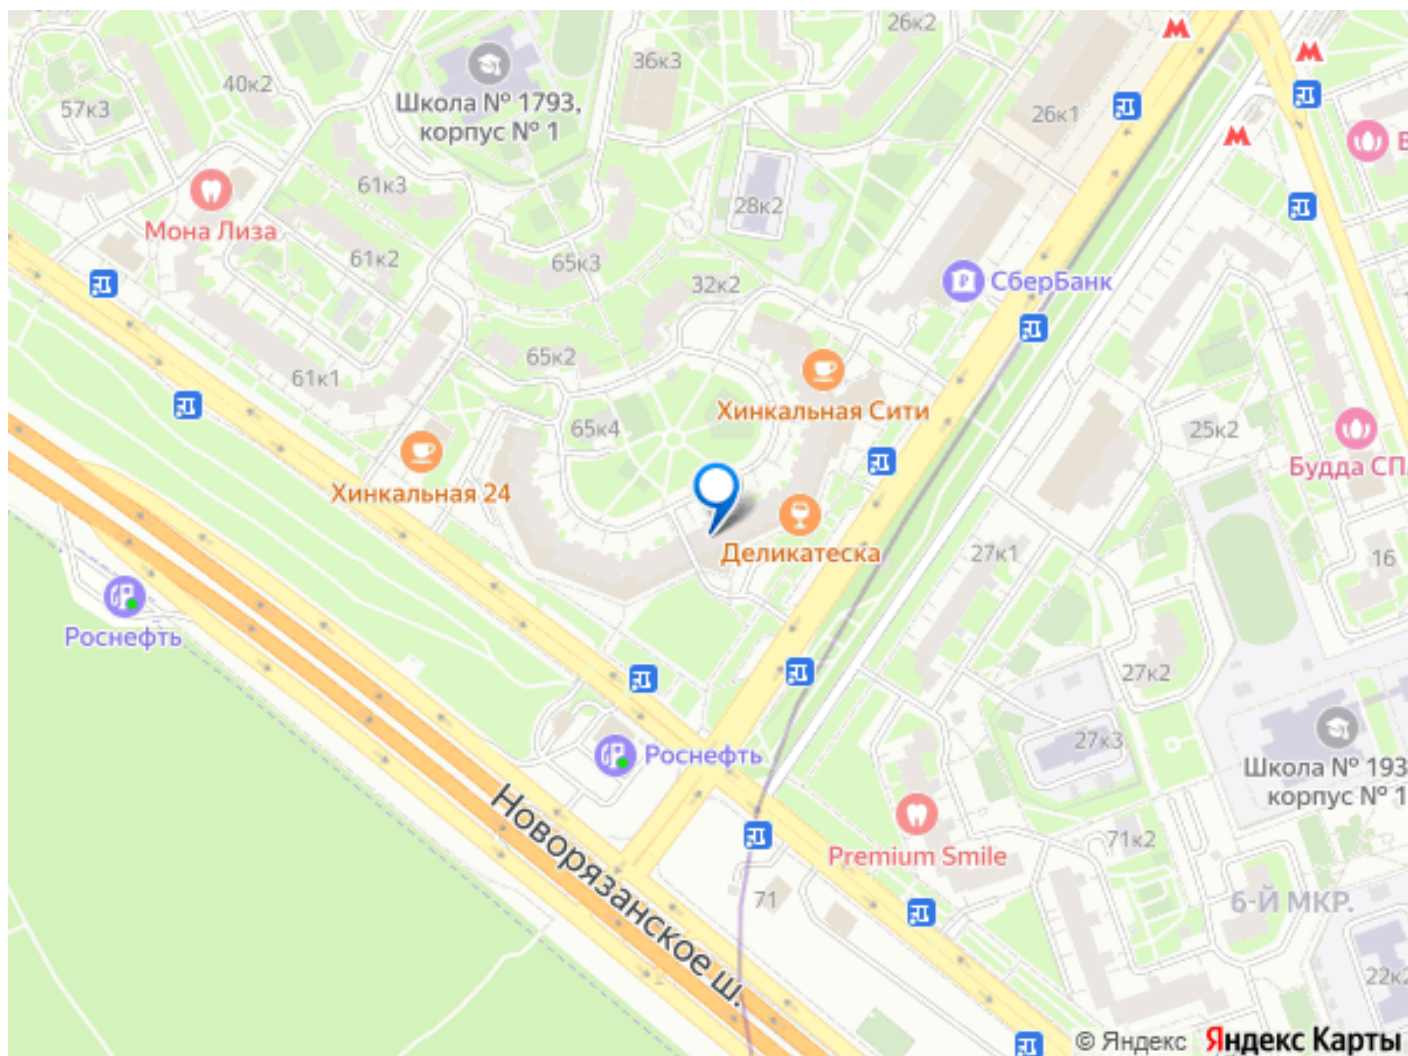 26к2
36к3
40к2
Школа № 1793,
корпус № 1
57к3
26к1
61к3
28к2
Мона Лиза
61к2
65к3
32к2
СберБанк
65к2
61к1
Хинкальная Сити
65к4
25к2
Будда СП
Хинкальная 24
Деликатеска
27к1
16
Роснефть
27к2
27к3
Роснефть
Школа № 193
корпус № 1
Новорязанское ш.
Premium Smile
71к2
71
6-Й МКР.
22к2
© Яндекс Яндекс Карты